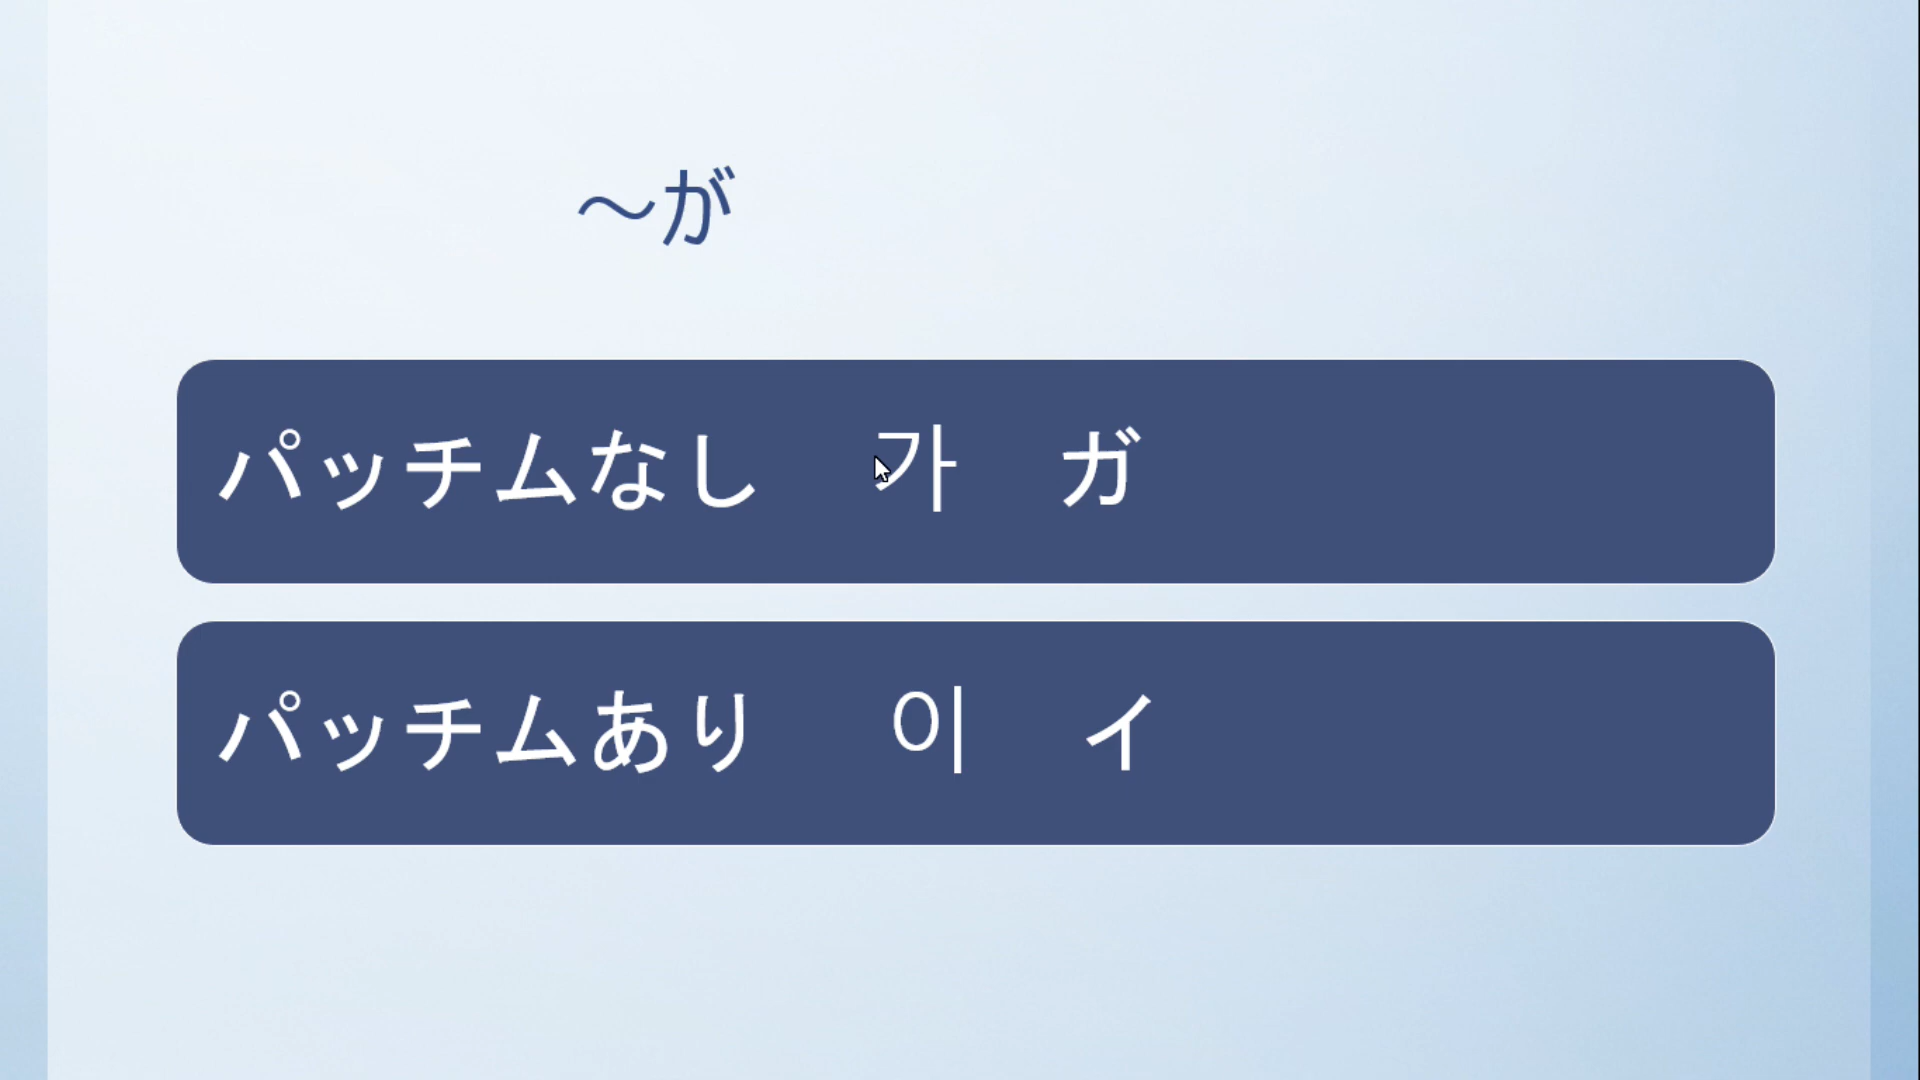 ～が
パッチムなし　가　ガ
パッチムあり　이　イ